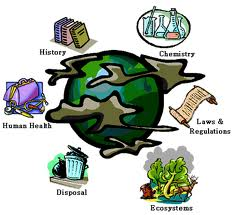 History
Chemistry
Human Health
Laws &
Regulations
Disposal
Ecosystems